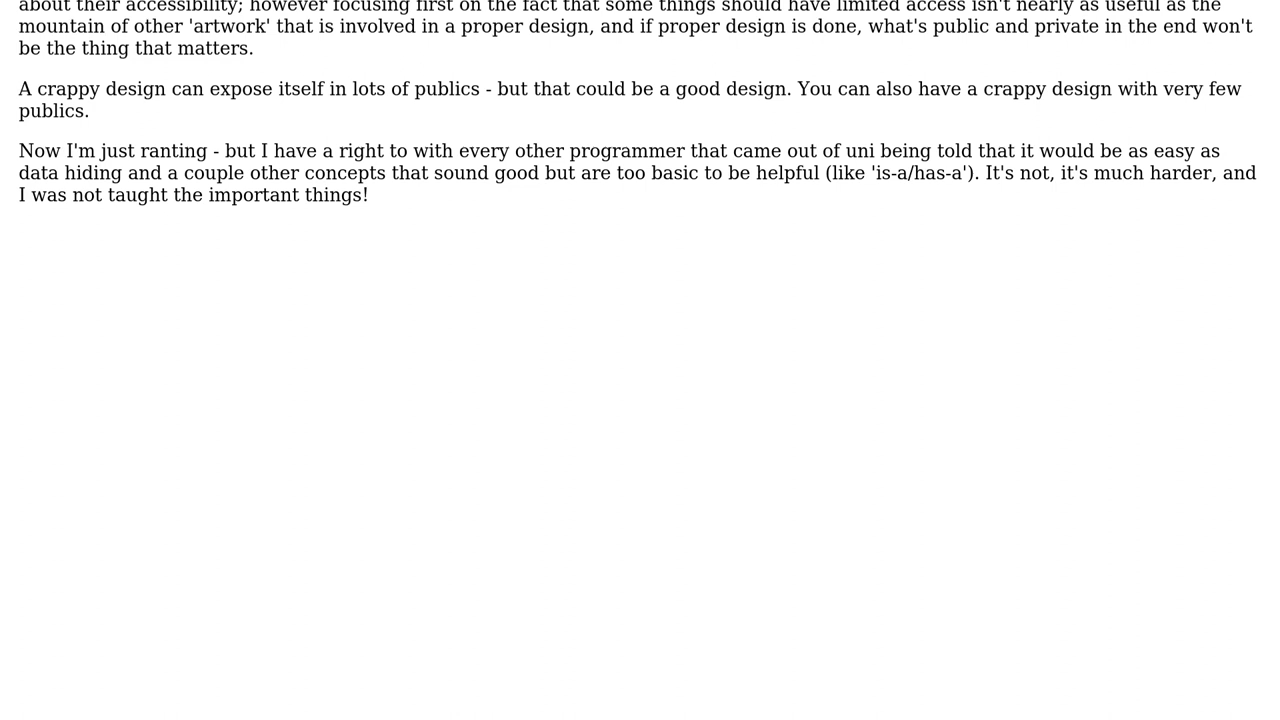 about their accessibility; however focusing first on the fact that some things should have limited access isn't nearly as useful as the
mountain of other 'artwork' that is involved in a proper design, and if proper design is done, what's public and private in the end won't
be the thing that matters.
A crappy design can expose itself in lots of publics - but that could be a good design. You can also have a crappy design with very few
publics.
Now I'm just ranting - but I have a right to with every other programmer that came out of uni being told that it would be as easy as
data hiding and a couple other concepts that sound good but are too basic to be helpful (like 'is-a/has-a'). It's not, it's much harder, and
I was not taught the important things!